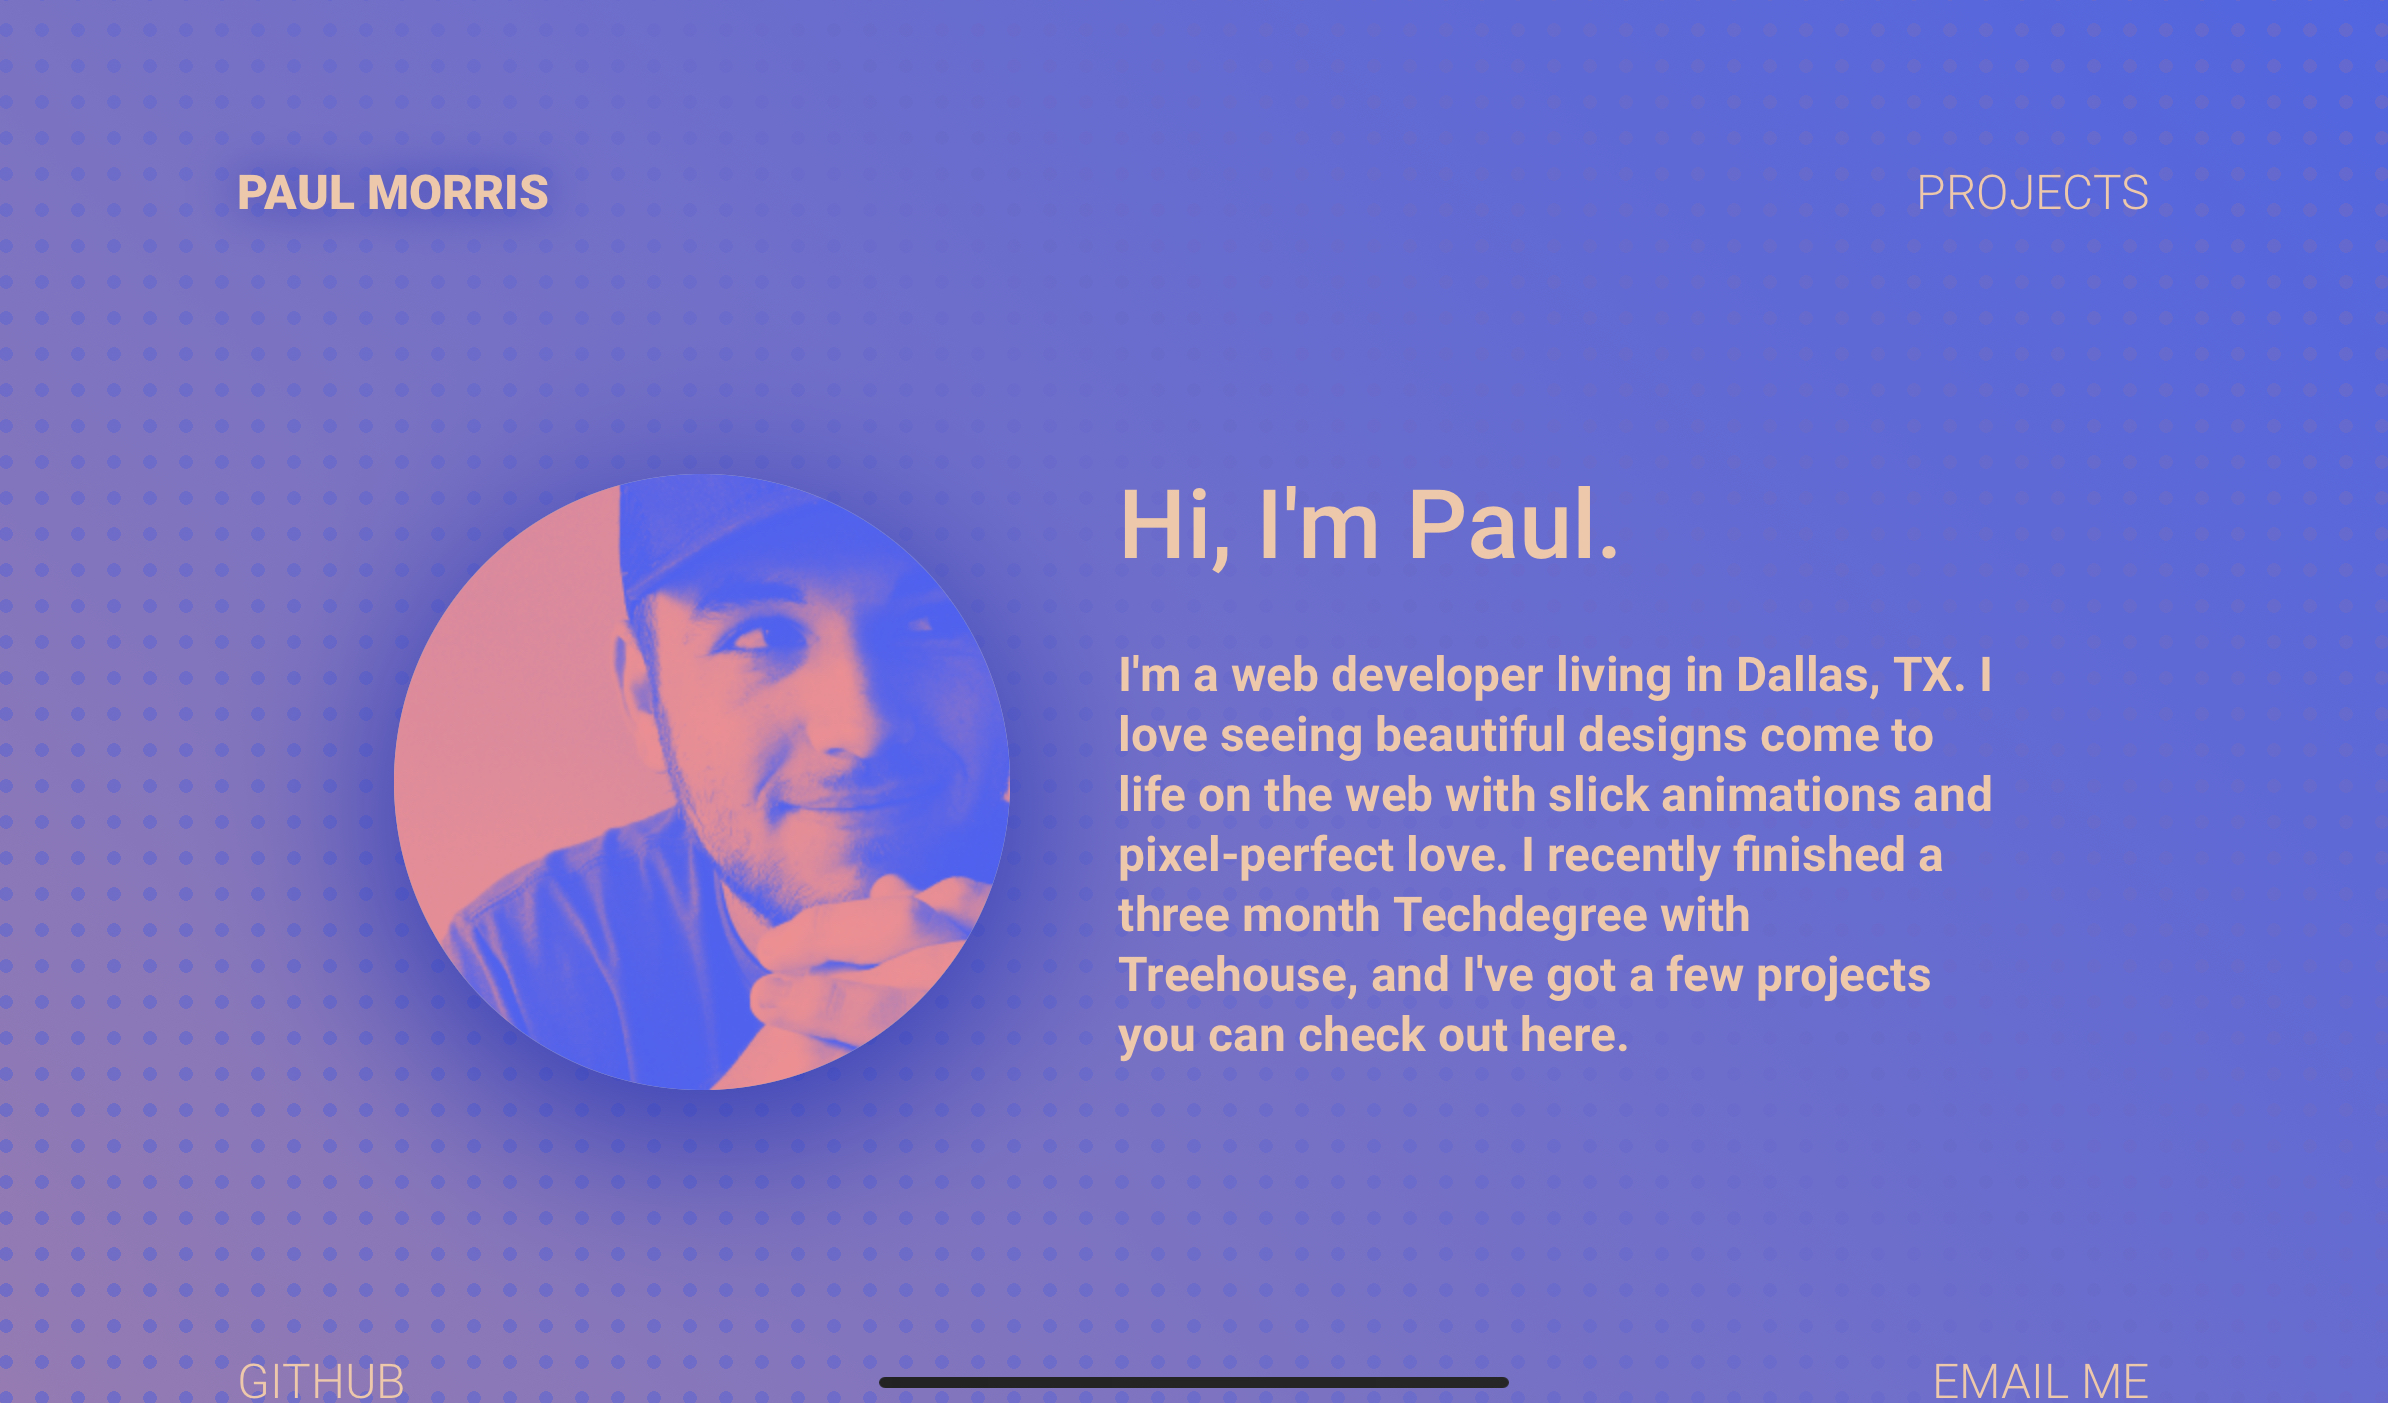 PAUL MORRIS
PROJECTS
Hi, I'm Paul.
I'm a web developer living in Dallas, TX. I
love seeing beautiful designs come to
life on the web with slick animations and
pixel-perfect love. I recently finished a
three month Techdegree with
Treehouse, and I've got a few projects
you can check out here.
GITHUB
EMAIL ME